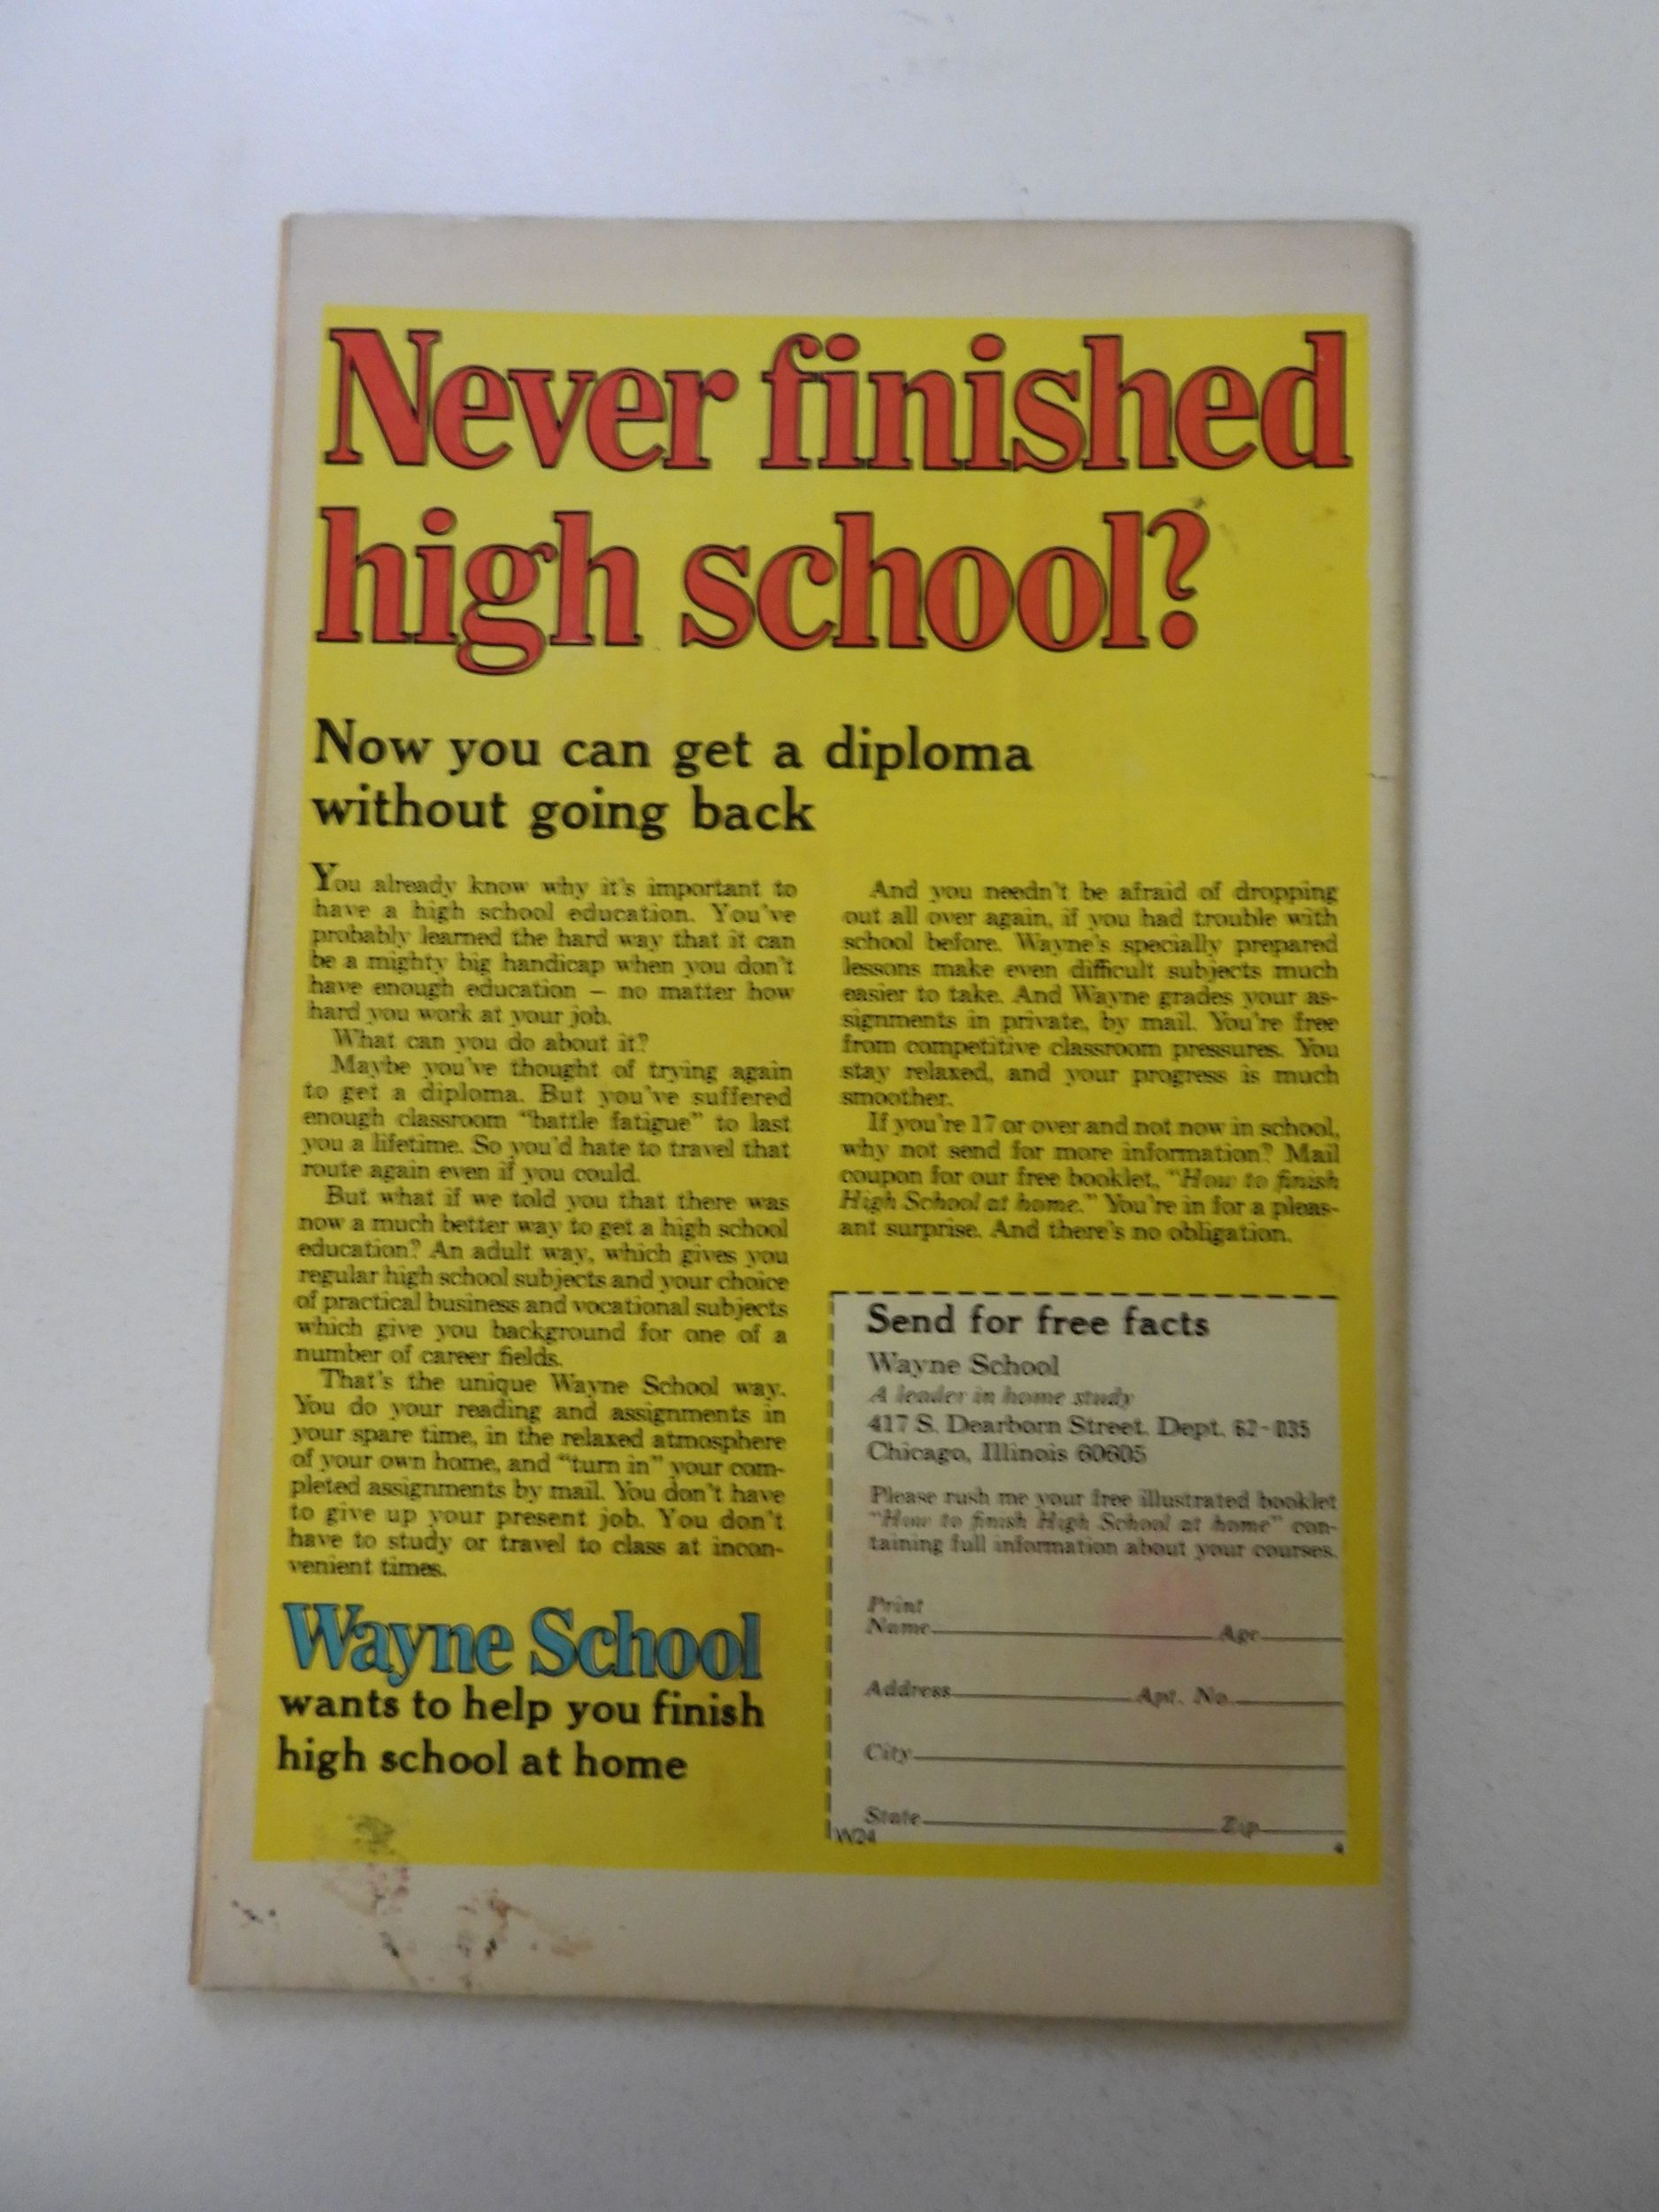 Never finished
high school?
Now you can get a diploma
without going back
You already know why it's important to
have a high school education. You've
probably learned the hard way that it can
be a mighty big handicap when you don't
have enough education – no matter how
hard you work at your job.
What can you do about it?
Maybe you've thought of trying again
to get a diploma. But you've suffered
enough classroom "battle fatigue" to last
you a lifetime. So you'd hate to travel that
route again even if you could.
But what if we told you that there was
now a much better way to get a high school
education? An adult way, which gives you
regular high school subjects and your choice
of practical business and vocational subjects
which give you background for one of a
number of career fields.
That's the unique Wayne School way.
You do your reading and assignments in
your spare time, in the relaxed atmosphere
of your own home, and "turn in" your com-
pleted assignments by mail. You don't have
to give up your present job. You don't
have to study or travel to class at incon-
venient times.
Wayne School
wants to help you finish
high school at home
And you needn't be afraid of dropping
out all over again, if you had trouble with
school before. Wayne's specially prepared
lessons make even difficult subjects much
easier to take. And Wayne grades your as-
signments in private, by mail. You're free
from competitive classroom pressures. You
stay relaxed, and your progress is much
smoother.
If you're 17 or over and not now in school,
why not send for more information? Mail
coupon for our free booklet, "How to finish
High School at home." You're in for a pleas-
ant surprise. And there's no obligation.
Send for free facts
Wayne School
A leader in home study
417 S. Dearborn Street, Dept. 62-035
Chicago, Illinois 60605
Please rush me your free illustrated booklet
"How to finish High School at home" con-
taining full information about your courses.
Print
Name Age
Address Apt. No.
City
State Zip
W24